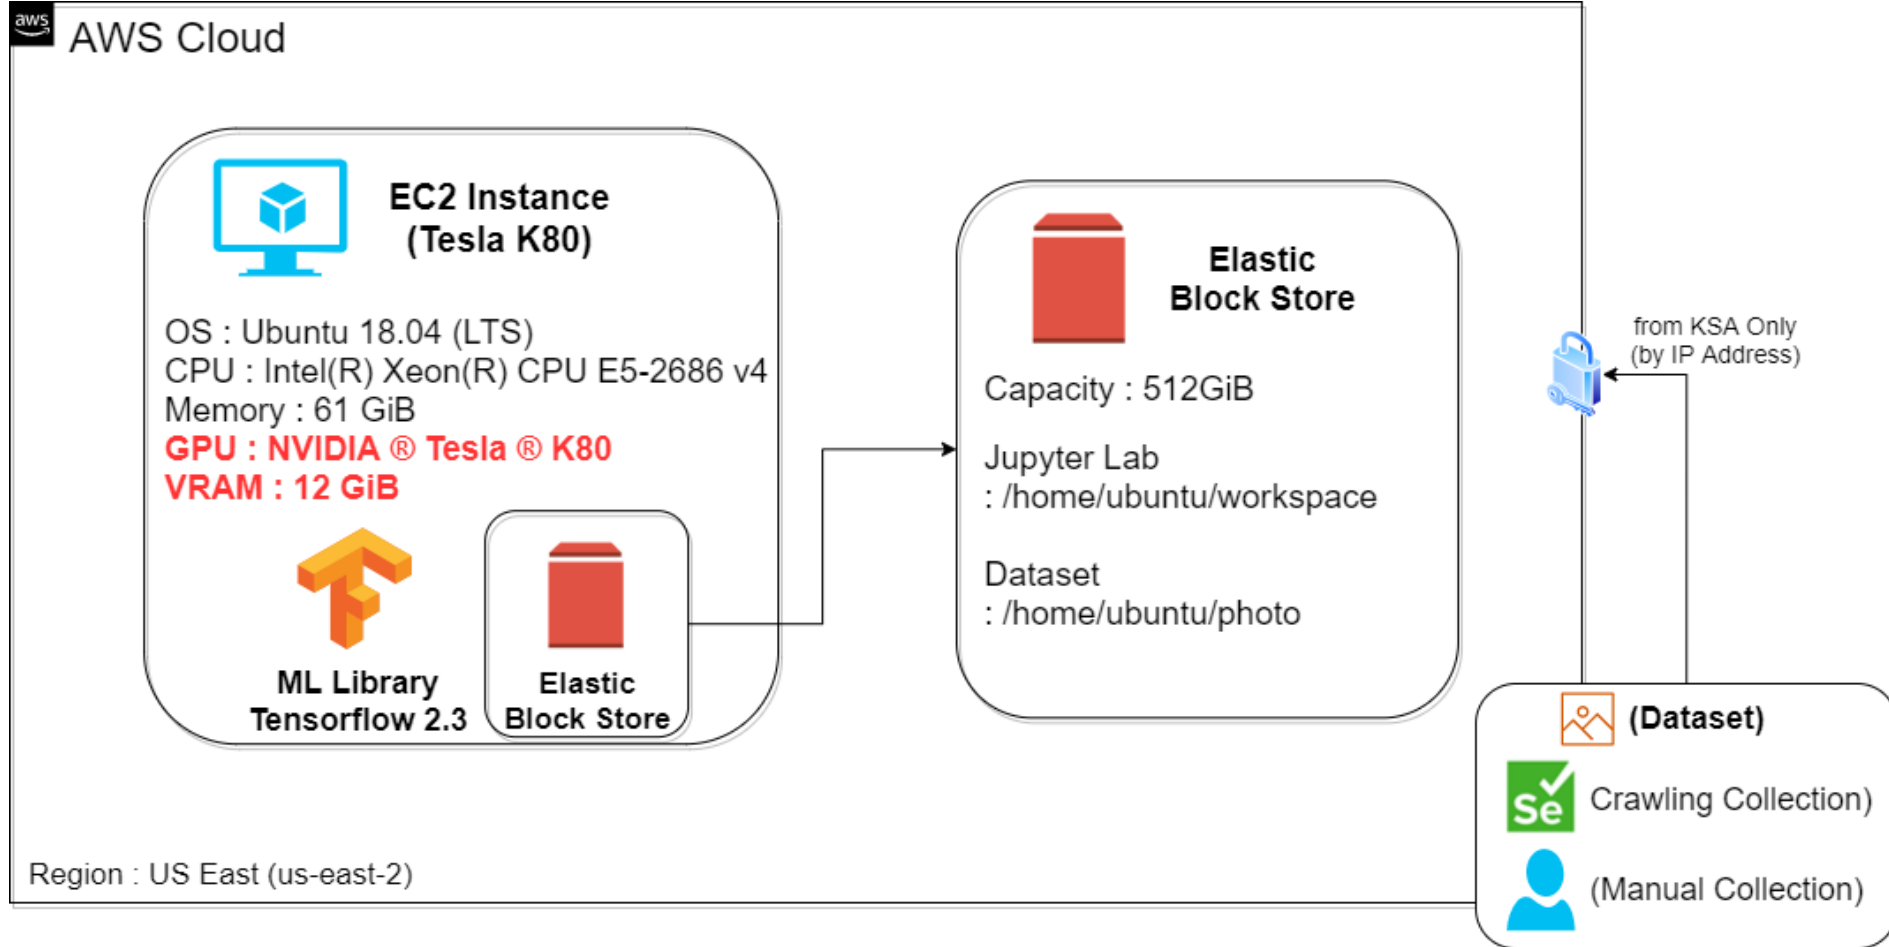 aws
AWS Cloud
EC2 Instance
(Tesla K80)
OS : Ubuntu 18.04 (LTS)
CPU : Intel(R) Xeon(R) CPU E5-2686 v4
Memory : 61 GiB
GPU : NVIDIA ® Tesla ® K80
VRAM : 12 GiB
ML Library
Tensorflow 2.3
Elastic
Block Store
Elastic
Block Store
Capacity : 512GiB
Jupyter Lab
: /home/ubuntu/workspace
Dataset
: /home/ubuntu/photo
from KSA Only
(by IP Address)
(Dataset)
Se
Crawling Collection)
(Manual Collection)
Region : US East (us-east-2)